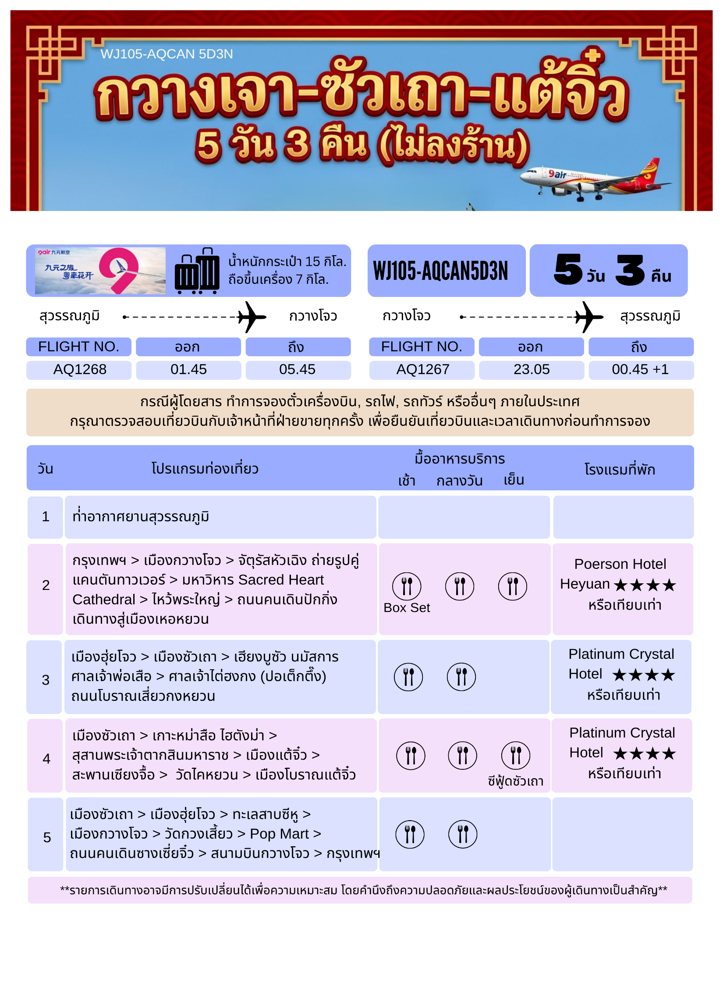 WJ105-AQCAN 5D3N
กวางเจา-ซัวเถา-แต้จิ๋ว
5 วัน 3 คืน (ไม่ลงร้าน)
9air
9air 九元航空
九元之旅
粤来花开
น้ำหนักกระเป๋า 15 กิโล.
ถือขึ้นเครื่อง 7 กิโล.
WJ105-AQCAN5D3N
5 วัน 3 คืน
สุวรรณภูมิ กวางโจว
กวางโจว สุวรรณภูมิ
FLIGHT NO. ออก ถึง FLIGHT NO. ออก ถึง
AQ1268 01.45 05.45 AQ1267 23.05 00.45 +1
กรณีผู้โดยสาร ทำการจองตั๋วเครื่องบิน, รถไฟ, รถทัวร์ หรืออื่นๆ ภายในประเทศ
กรุณาตรวจสอบเที่ยวบินกับเจ้าหน้าที่ฝ่ายขายทุกครั้ง เพื่อยืนยันเที่ยวบินและเวลาเดินทางก่อนทำการจอง
วัน โปรแกรมท่องเที่ยว มื้ออาหารบริการ โรงแรมที่พัก
เช้า กลางวัน เย็น
1 ท่่าอากาศยานสุวรรณภูมิ
2
กรุงเทพฯ > เมืองกวางโจว > จัตุรัสหัวเฉิง ถ่ายรูปคู่
แคนตันทาวเวอร์ > มหาวิหาร Sacred Heart
Cathedral > ไหว้พระใหญ่ > ถนนคนเดินปักกิ่ง
เดินทางสู่เมืองเหอหยวน
Box Set
Poerson Hotel
Heyuan ★★★★
หรือเทียบเท่า
3
เมืองฮุ่ยโจว > เมืองซัวเถา > เฮียงบูซัว นมัสการ
ศาลเจ้าพ่อเสือ > ศาลเจ้าไต่ฮงกง (ปอเต็กตึ๊ง)
ถนนโบราณเสี่ยวกงหยวน
Platinum Crystal
Hotel ★★★★
หรือเทียบเท่า
4
เมืองซัวเถา > เกาะหม่าสือ ไฮตังม่า >
สุสานพระเจ้าตากสินมหาราช > เมืองแต้จิ๋ว >
สะพานเซียงจื้อ > วัดไคหยวน > เมืองโบราณแต้จิ๋ว
ซีฟู้ดซัวเถา
Platinum Crystal
Hotel ★★★★
หรือเทียบเท่า
5
เมืองซัวเถา > เมืองฮุ่ยโจว > ทะเลสาบซีหู >
เมืองกวางโจว > วัดกวงเสี้ยว > Pop Mart >
ถนนคนเดินซางเซี่ยจิ๋ว > สนามบินกวางโจว > กรุงเทพฯ
**รายการเดินทางอาจมีการปรับเปลี่ยนได้เพื่อความเหมาะสม โดยคำนึงถึงความปลอดภัยและผลประโยชน์ของผู้เดินทางเป็นสำคัญ**